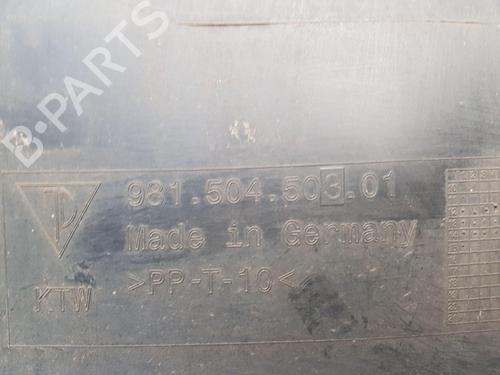 B-PARTS
981.504.503.01
Made in Germany
>PP-T-10<
KTW